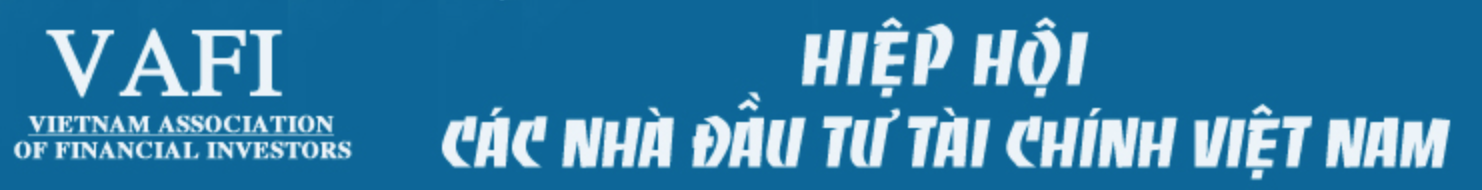 VAFI
VIETNAM ASSOCIATION
OF FINANCIAL INVESTORS
HIỆP HỘI
CÁC NHÀ ĐẦU TƯ TÀI CHÍNH VIỆT NAM